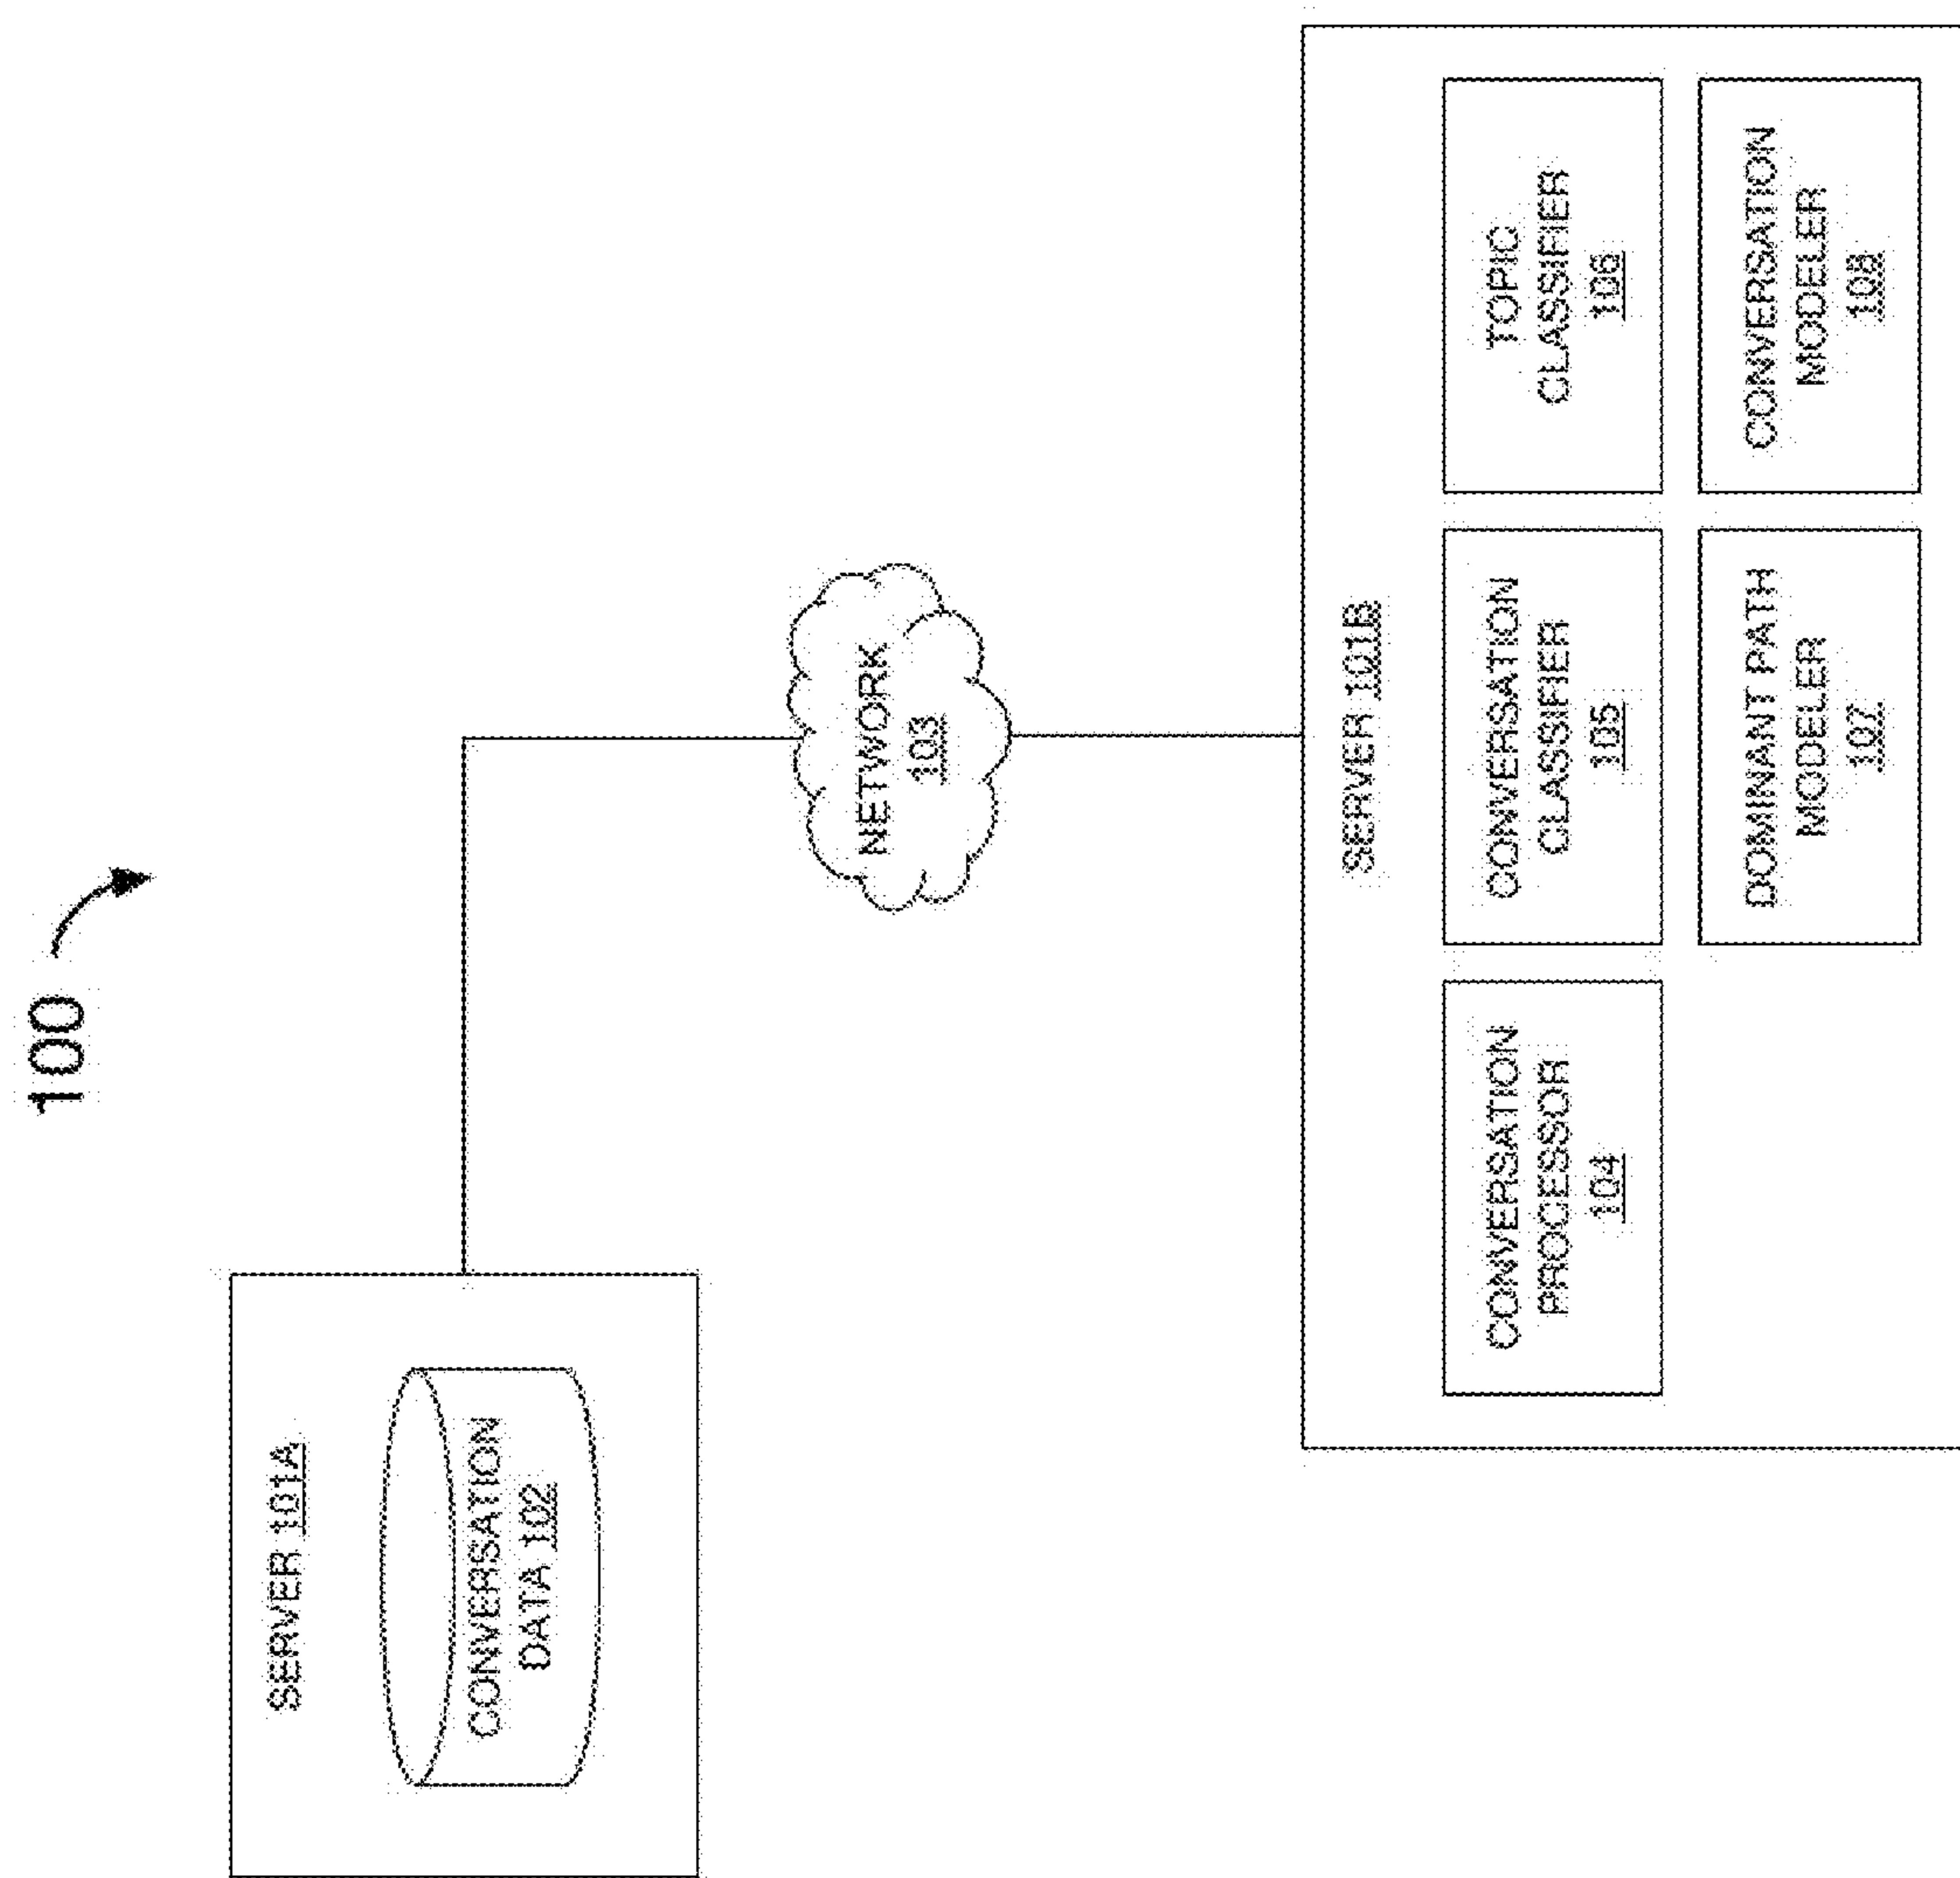 100
SERVER 101A
CONVERSATION
DATA 102
NETWORK
103
SERVER 101B
CONVERSATION
PROCESSOR
104
CONVERSATION
CLASSIFIER
105
TOPIC
CLASSIFIER
106
DOMINANT PATH
MODELER
107
CONVERSATION
MODELER
108